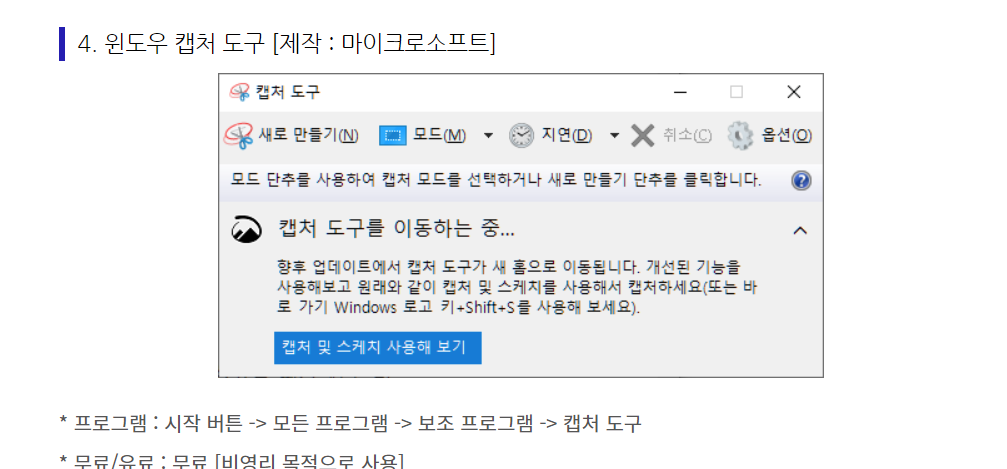 4. 윈도우 캡처 도구 [제작 : 마이크로소프트]
캡처 도구
새로 만들기(N) 모드(M) 지연(D) 취소(C) 옵션(O)
모드 단추를 사용하여 캡처 모드를 선택하거나 새로 만들기 단추를 클릭합니다.
캡처 도구를 이동하는 중...
향후 업데이트에서 캡처 도구가 새 홈으로 이동됩니다. 개선된 기능을
사용해보고 원래와 같이 캡처 및 스케치를 사용해서 캡처하세요(또는 바
로 가기 Windows 로고 키+Shift+S를 사용해 보세요).
캡처 및 스케치 사용해 보기
* 프로그램 : 시작 버튼 -> 모든 프로그램 -> 보조 프로그램 -> 캡처 도구
* 무료/유료 : 무료 [비영리 목적으로 사용]